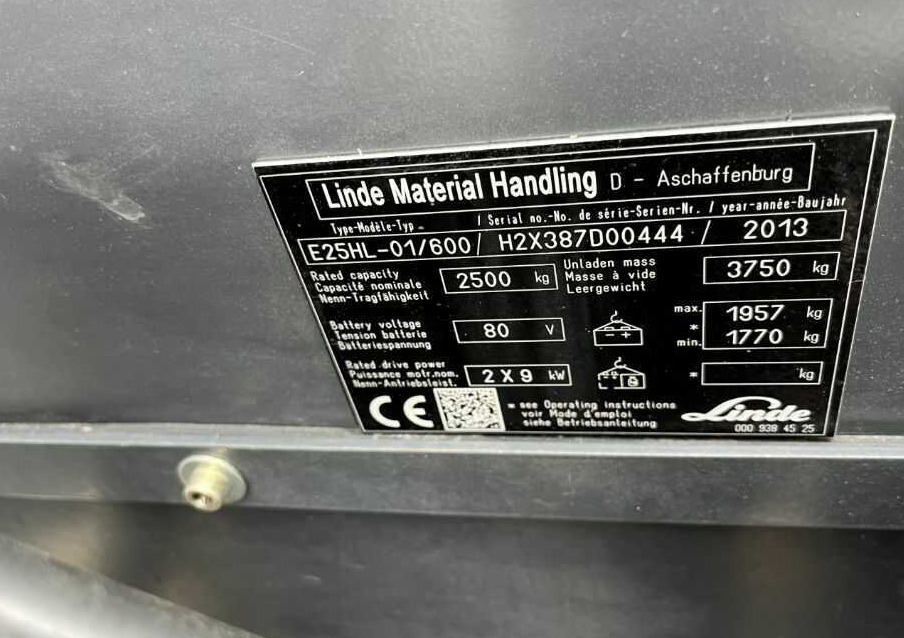 Linde Material Handling D - Aschaffenburg
Type-Modèle-Typ / Serial no.-No. de série-Serien-Nr. / year-année-Baujahr
E25HL-01/600 / H2X387D00444 / 2013
Rated capacity
Capacité nominale
Nenn-Tragfähigkeit
2500 kg
Unladen mass
Masse à vide
Leergewicht
3750 kg
Battery voltage
Tension batterie
Batteriespannung
80 V
- +
max. 1957 kg
*
min. 1770 kg
Rated drive power
Puissance motr.nom.
Nenn-Antriebsleist.
2 X 9 kW
* kg
CE
* see Operating instructions
voir Mode d'emploi
siehe Betriebsanleitung
Linde
000 938 45 25